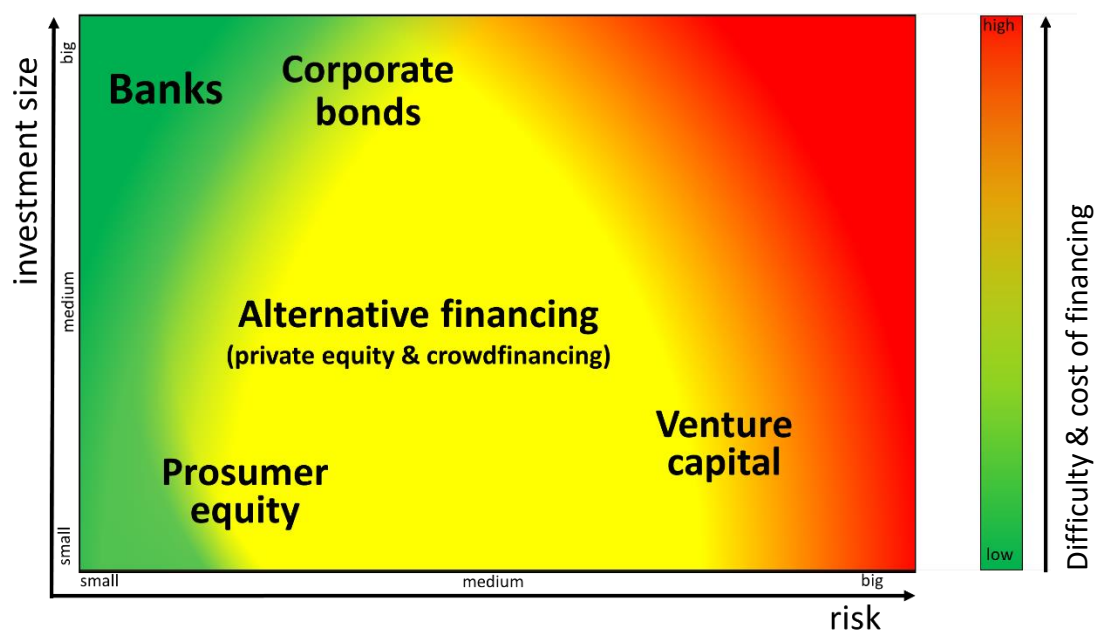 investment size
big
medium
small
Banks
Corporate
bonds
Alternative financing
(private equity & crowdfinancing)
Venture
capital
Prosumer
equity
small
medium
big
risk
high
low
Difficulty & cost of financing